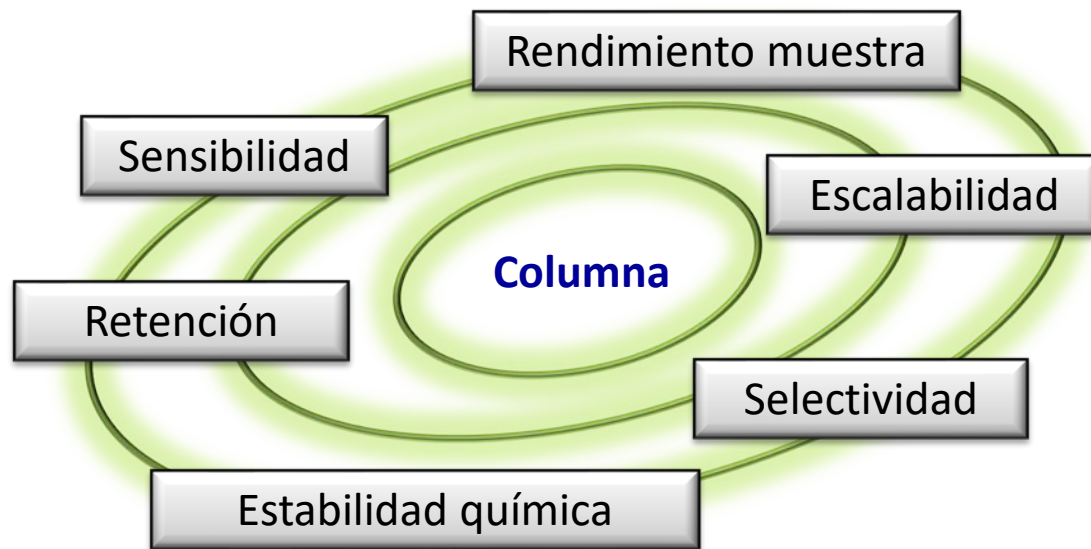 Rendimiento muestra
Sensibilidad
Escalabilidad
Columna
Retención
Selectividad
Estabilidad química